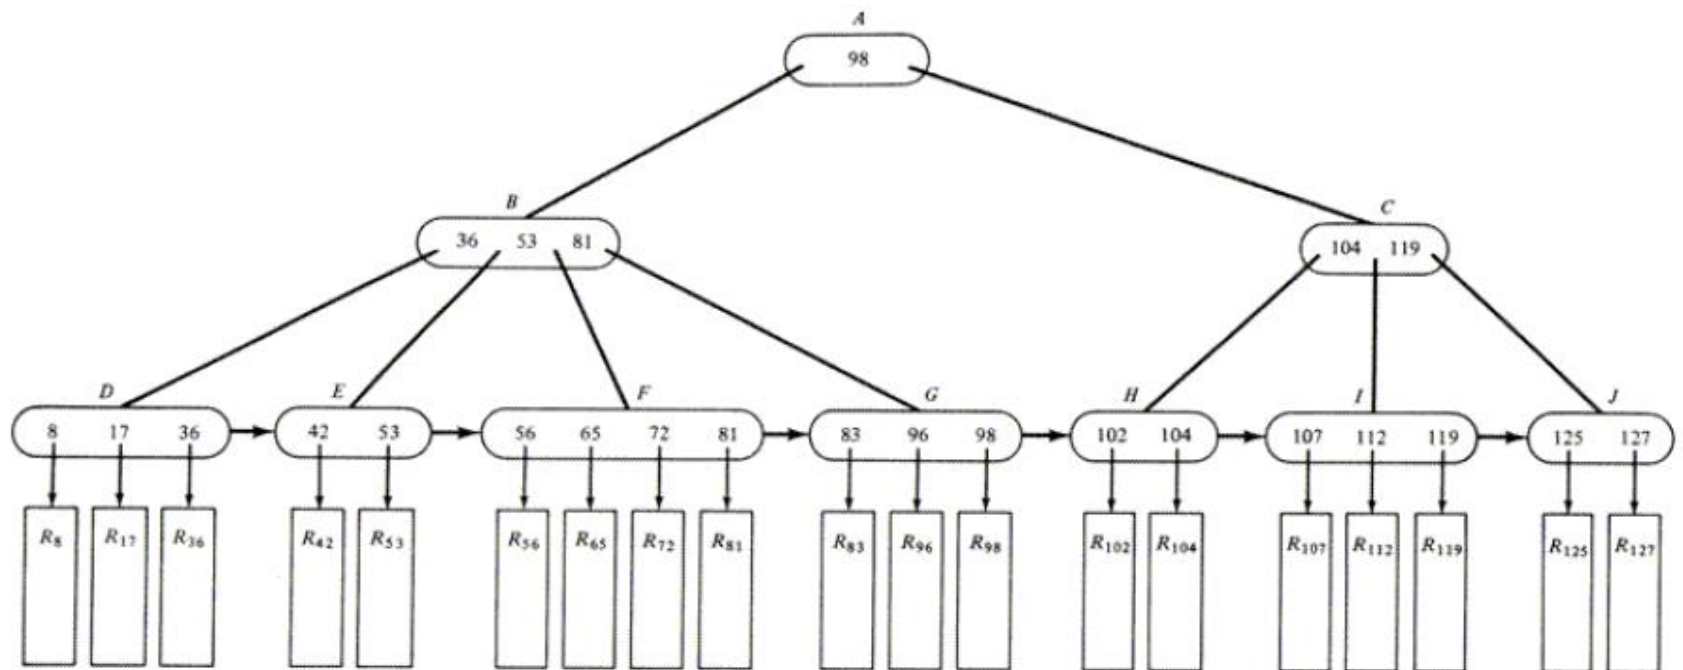 A
98
B
36 53 81
C
104 119
D
8 17 36
E
42 53
F
56 65 72 81
G
83 96 98
H
102 104
I
107 112 119
J
125 127
R8 R17 R36 R42 R53 R56 R65 R72 R81 R83 R96 R98 R102 R104 R107 R112 R119 R125 R127